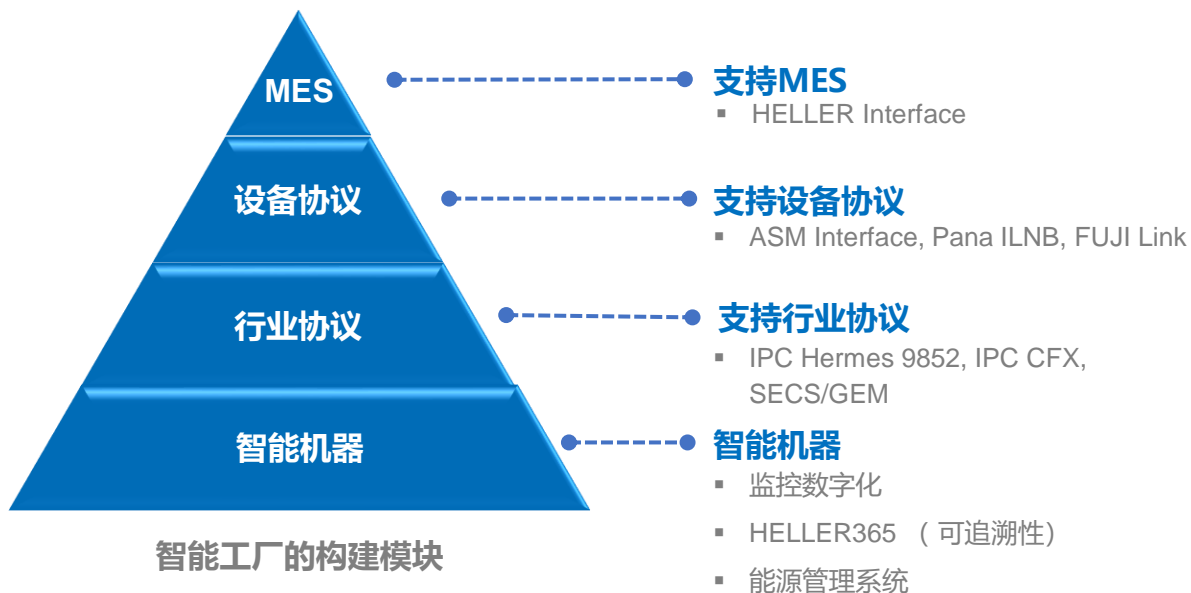 MES
设备协议
行业协议
智能机器
智能工厂的构建模块
支持MES
▪ HELLER Interface
支持设备协议
▪ ASM Interface, Pana ILNB, FUJI Link
支持行业协议
▪ IPC Hermes 9852, IPC CFX,
SECS/GEM
智能机器
▪ 监控数字化
▪ HELLER365 （可追溯性）
▪ 能源管理系统